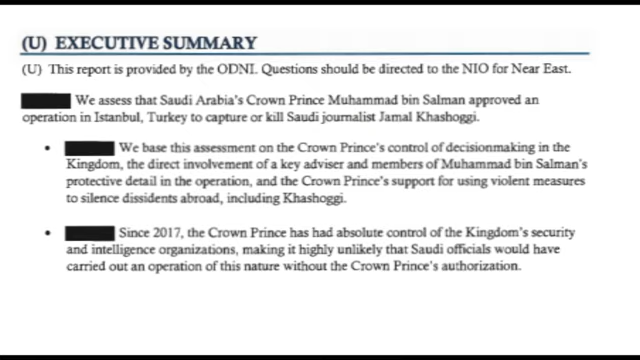 (U) EXECUTIVE SUMMARY
(U) This report is provided by the ODNI. Questions should be directed to the NIO for Near East.
We assess that Saudi Arabia's Crown Prince Muhammad bin Salman approved an
operation in Istanbul, Turkey to capture or kill Saudi journalist Jamal Khashoggi.
• We base this assessment on the Crown Prince's control of decisionmaking in the
Kingdom, the direct involvement of a key adviser and members of Muhammad bin Salman's
protective detail in the operation, and the Crown Prince's support for using violent measures
to silence dissidents abroad, including Khashoggi.
• Since 2017, the Crown Prince has had absolute control of the Kingdom's security
and intelligence organizations, making it highly unlikely that Saudi officials would have
carried out an operation of this nature without the Crown Prince's authorization.